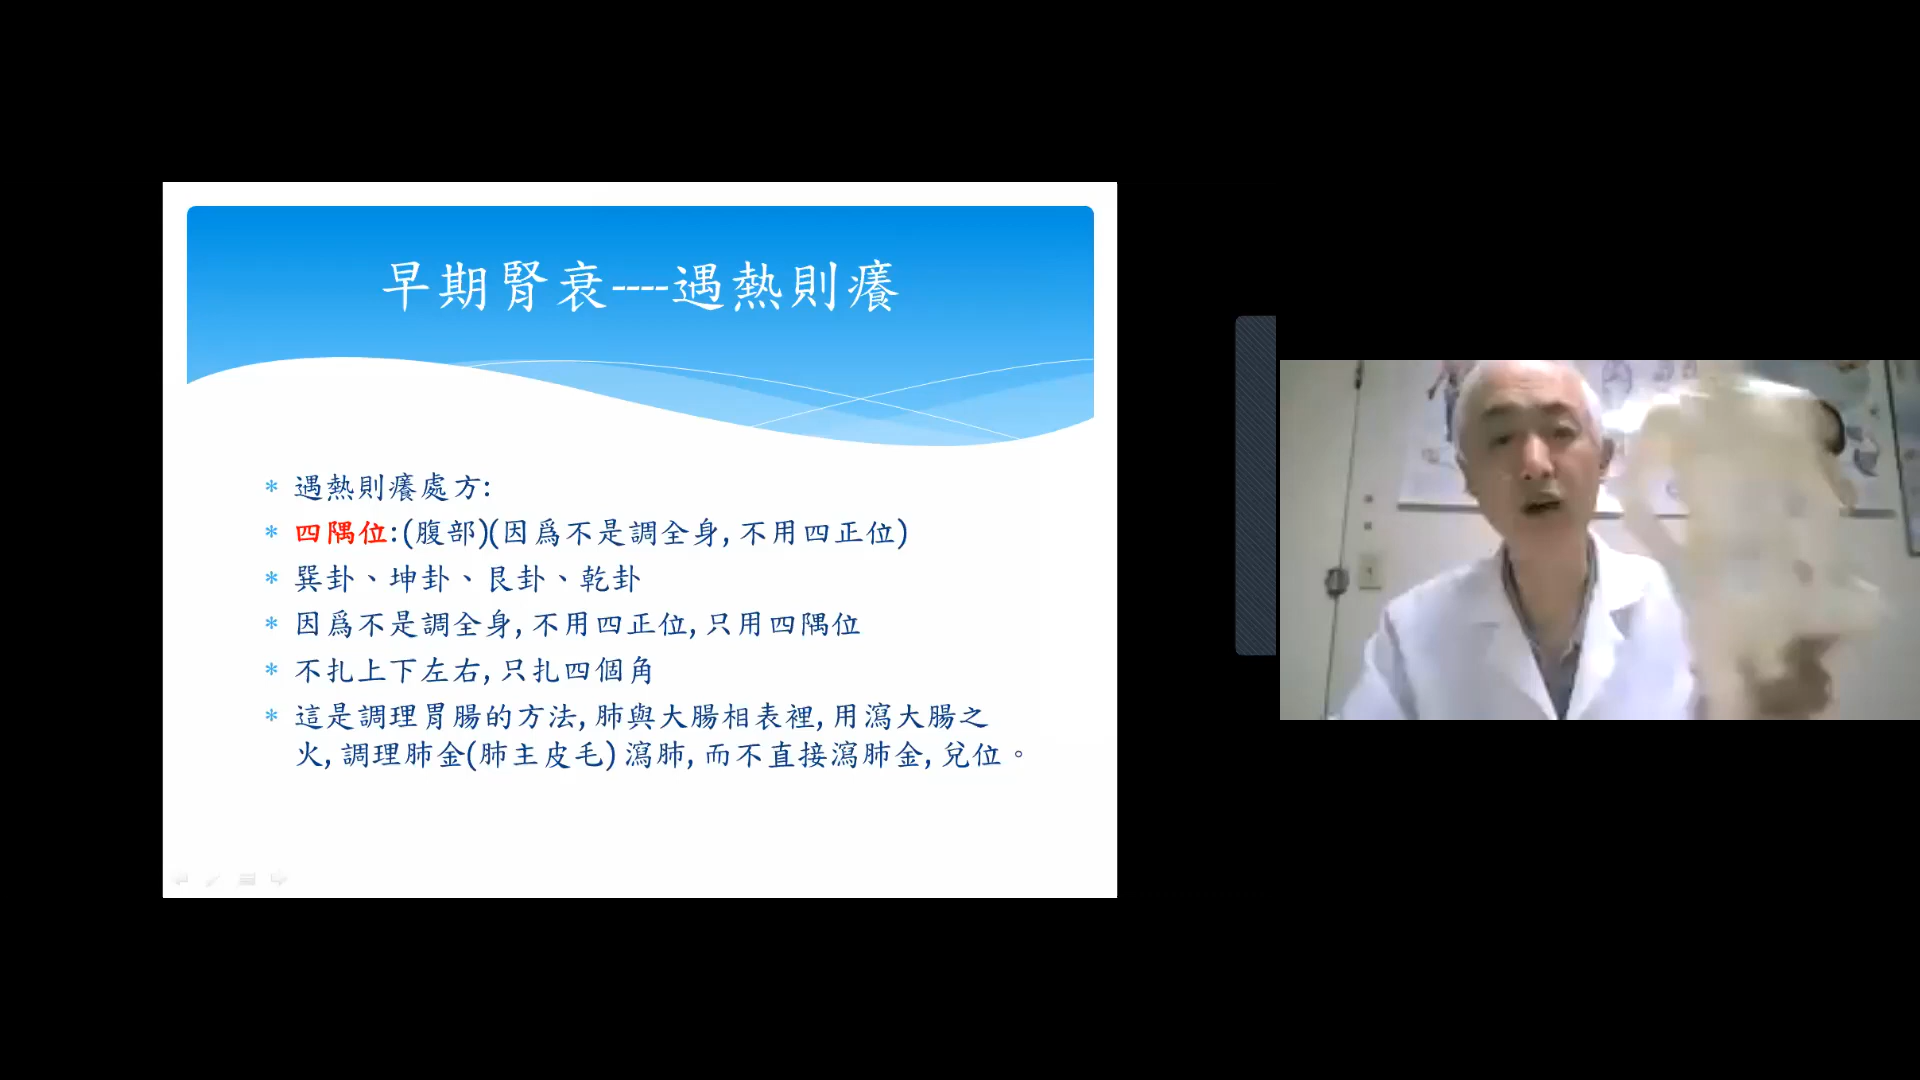 早期腎衰----遇熱則癢
* 遇熱則癢處方:
* 四隅位:(腹部)(因爲不是調全身,不用四正位)
* 巽卦、坤卦、艮卦、乾卦
* 因爲不是調全身,不用四正位,只用四隅位
* 不扎上下左右,只扎四個角
* 這是調理胃腸的方法,肺與大腸相表裡,用瀉大腸之
火,調理肺金(肺主皮毛)瀉肺,而不直接瀉肺金,兌位。